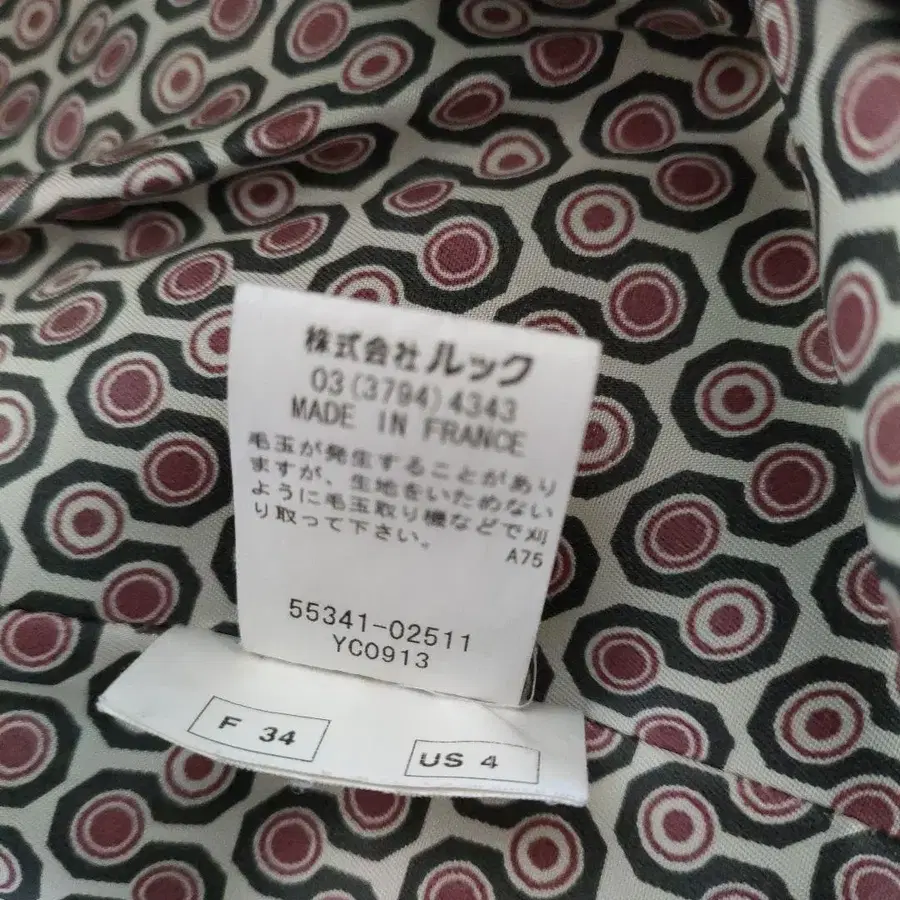 株式会社 ルック
03(3794)4343
MADE IN FRANCE
毛玉が発生することがあり
ますが、生地をいためない
ように毛玉取り機などで刈
り取って下さい。
A75
55341-02511
YC0913
F 34
US 4